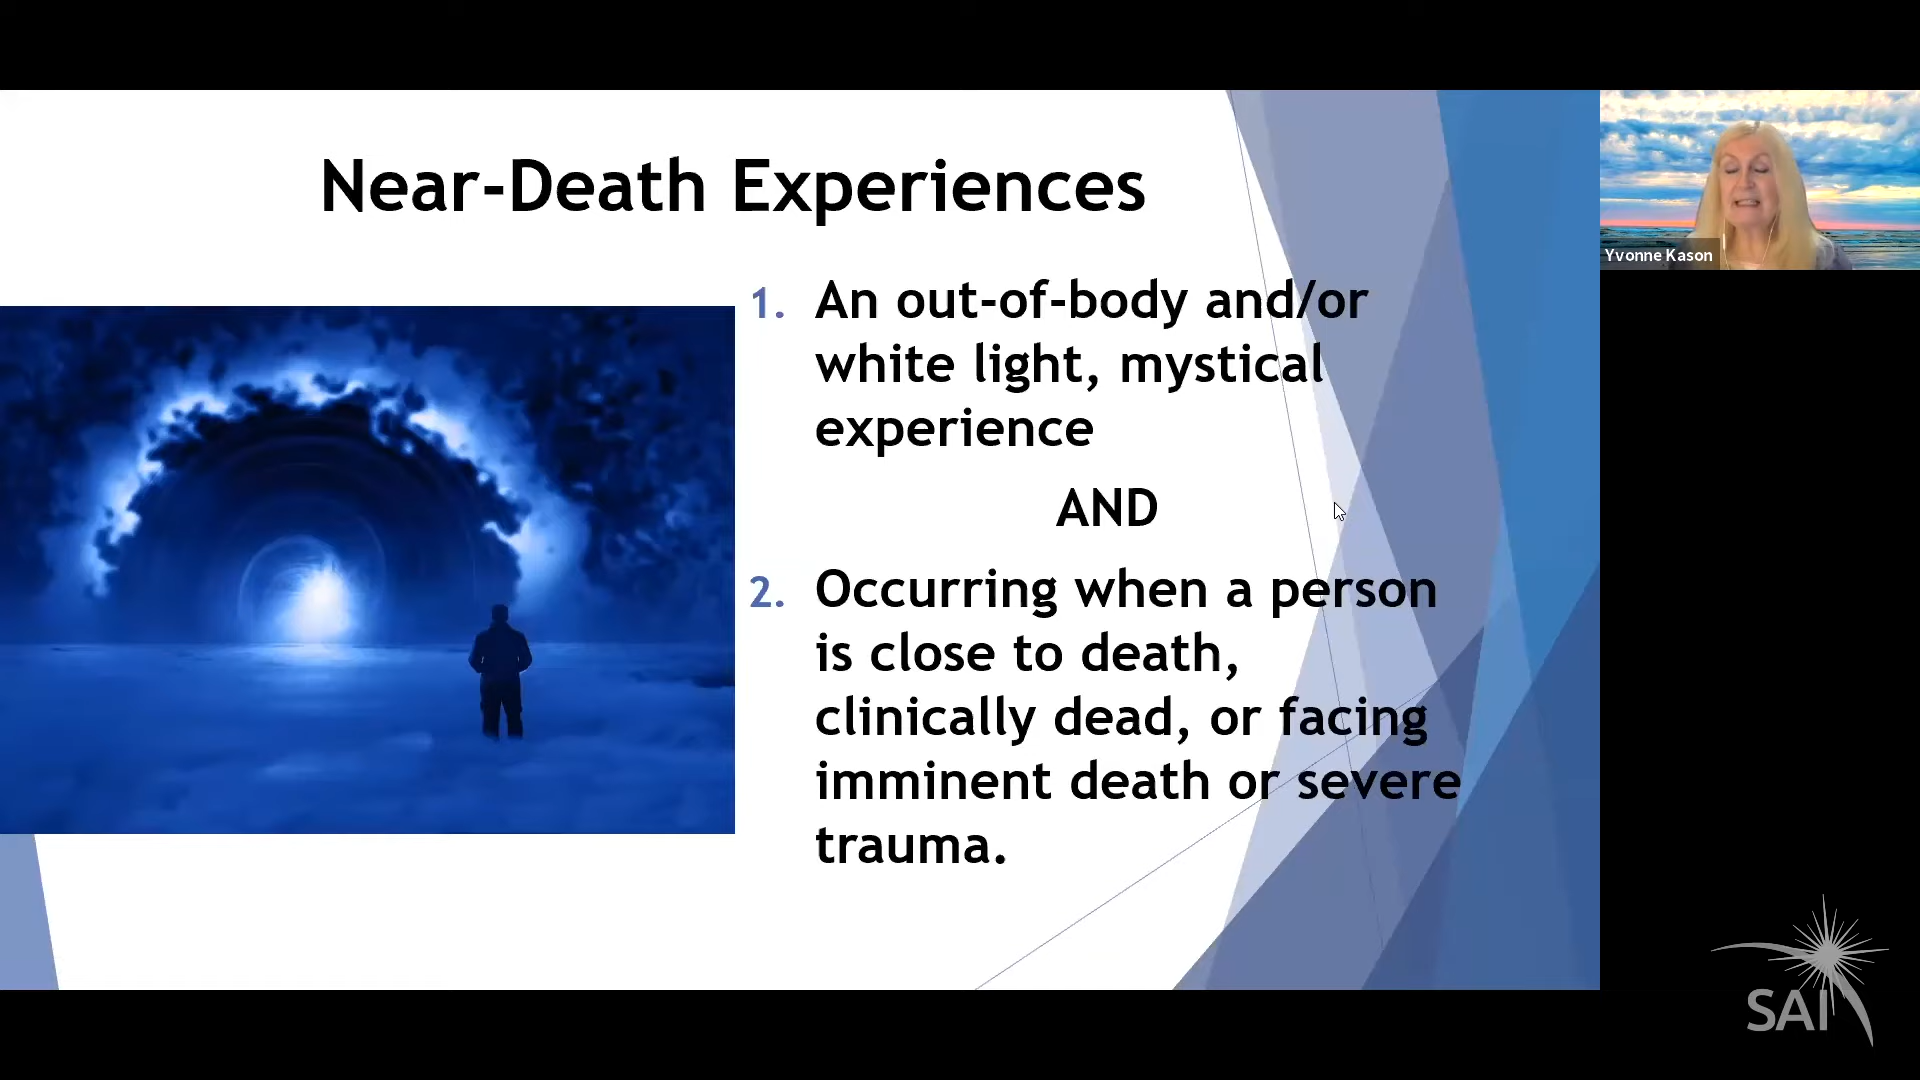 Near-Death Experiences
1. An out-of-body and/or
white light, mystical
experience
AND
2. Occurring when a person
is close to death,
clinically dead, or facing
imminent death or severe
trauma.
Yvonne Kason
SAI